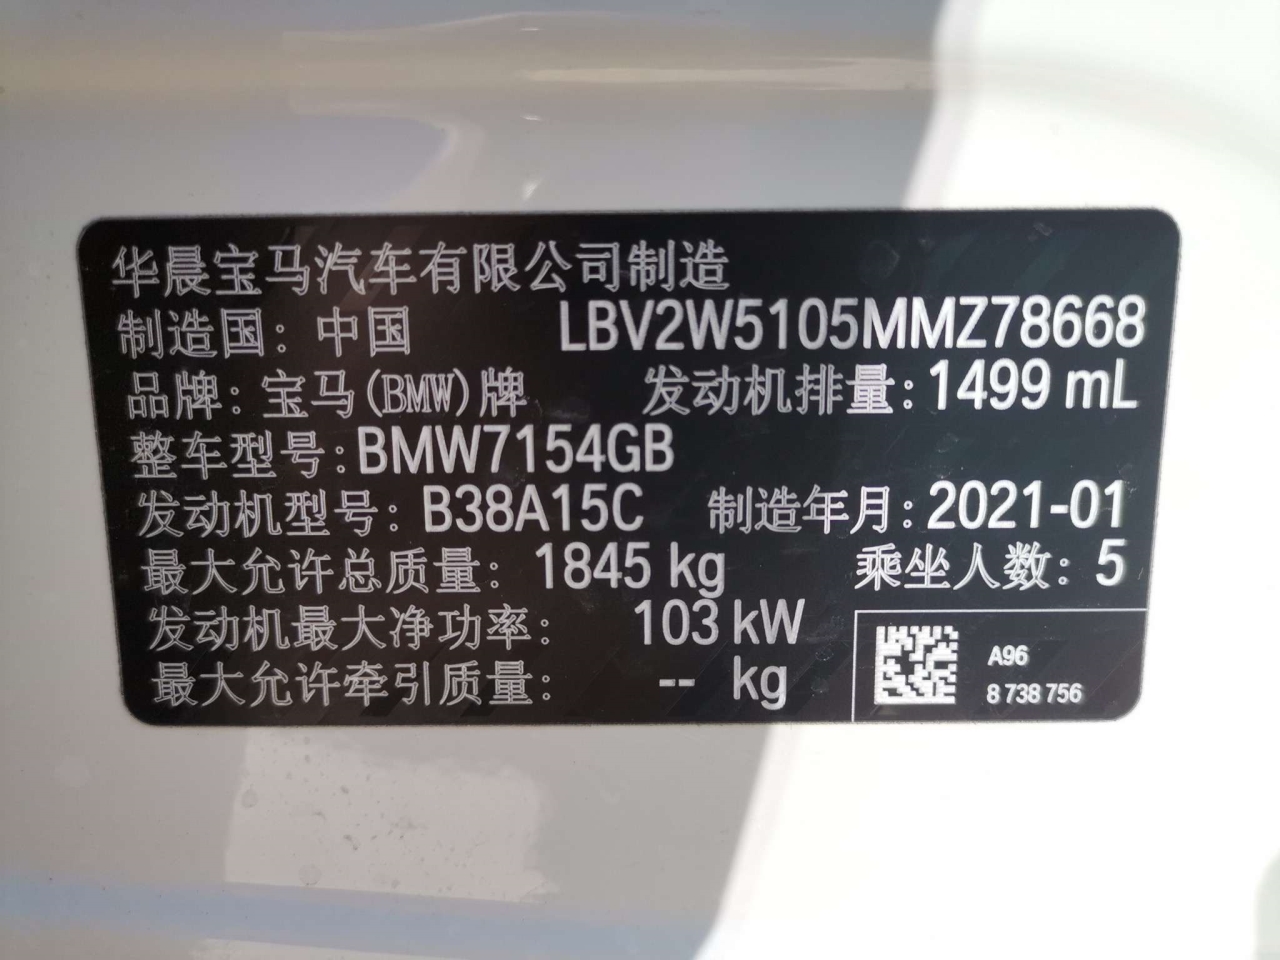 华晨宝马汽车有限公司制造
制造国：中国 LBV2W5105MMZ78668
品牌：宝马(BMW)牌 发动机排量：1499 mL
整车型号：BMW7154GB
发动机型号：B38A15C 制造年月：2021-01
最大允许总质量：1845 kg 乘坐人数：5
发动机最大净功率：103 kW
最大允许牵引质量：-- kg
A96
8 738 756